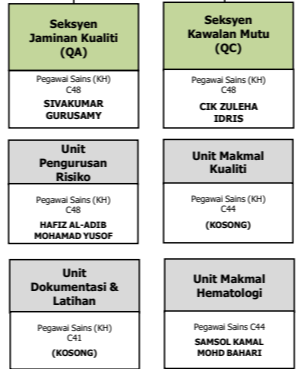 Seksyen
Jaminan Kualiti
(QA)
Pegawai Sains (KH)
C48
SIVAKUMAR
GURUSAMY
Seksyen
Kawalan Mutu
(QC)
Pegawai Sains (KH)
C48
CIK ZULEHA
IDRIS
Unit
Pengurusan
Risiko
Pegawai Sains (KH)
C48
HAFIZ AL-ADIB
MOHAMAD YUSOF
Unit Makmal
Kualiti
Pegawai Sains (KH)
C44
(KOSONG)
Unit
Dokumentasi &
Latihan
Pegawai Sains (KH)
C41
(KOSONG)
Unit Makmal
Hematologi
Pegawai Sains C44
SAMSOL KAMAL
MOHD BAHARI